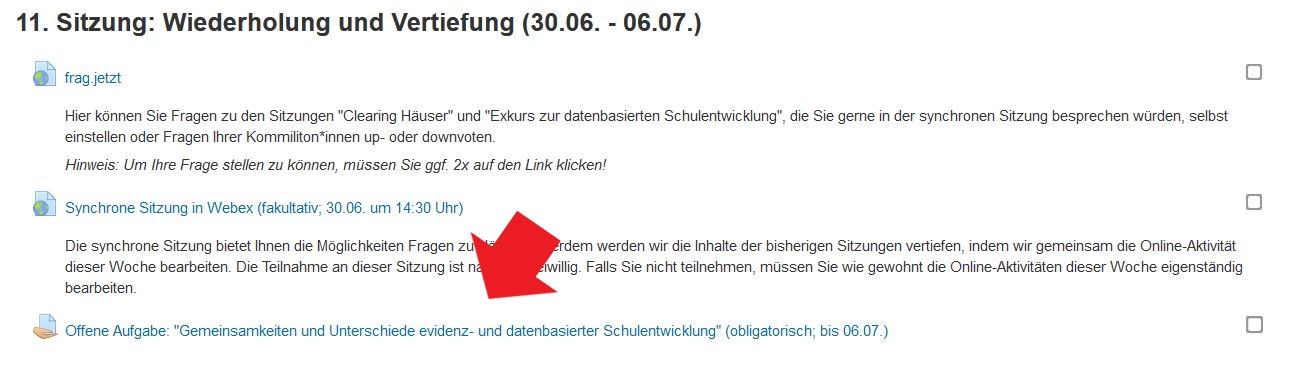 11. Sitzung: Wiederholung und Vertiefung (30.06. - 06.07.)
frag.jetzt
Hier können Sie Fragen zu den Sitzungen "Clearing Häuser" und "Exkurs zur datenbasierten Schulentwicklung", die Sie gerne in der synchronen Sitzung besprechen würden, selbst
einstellen oder Fragen Ihrer Kommiliton*innen up- oder downvoten.
Hinweis: Um Ihre Frage stellen zu können, müssen Sie ggf. 2x auf den Link klicken!
Synchrone Sitzung in Webex (fakultativ; 30.06. um 14:30 Uhr)
Die synchrone Sitzung bietet Ihnen die Möglichkeiten Fragen zu werden wir die Inhalte der bisherigen Sitzungen vertiefen, indem wir gemeinsam die Online-Aktivität
dieser Woche bearbeiten. Die Teilnahme an dieser Sitzung ist Falls Sie nicht teilnehmen, müssen Sie wie gewohnt die Online-Aktivitäten dieser Woche eigenständig
bearbeiten.
Offene Aufgabe: "Gemeinsamkeiten und Unterschiede evidenz- und datenbasierter Schulentwicklung" (obligatorisch; bis 06.07.)